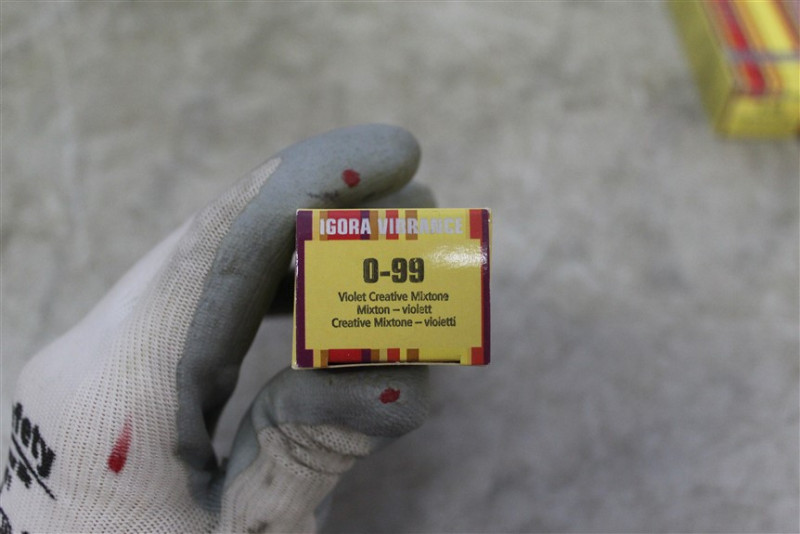 IGORA VIBRANCE
0-99
Violet Creative Mixtone
Mixton – violett
Creative Mixtone – violetti